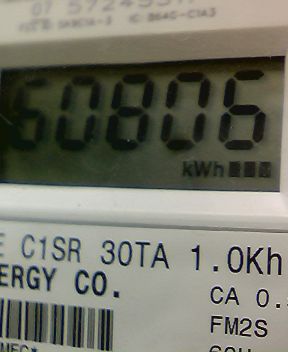 60806
kWh
C1SR 30TA 1.0Kh
ERGY CO.
CA 0.
FM2S